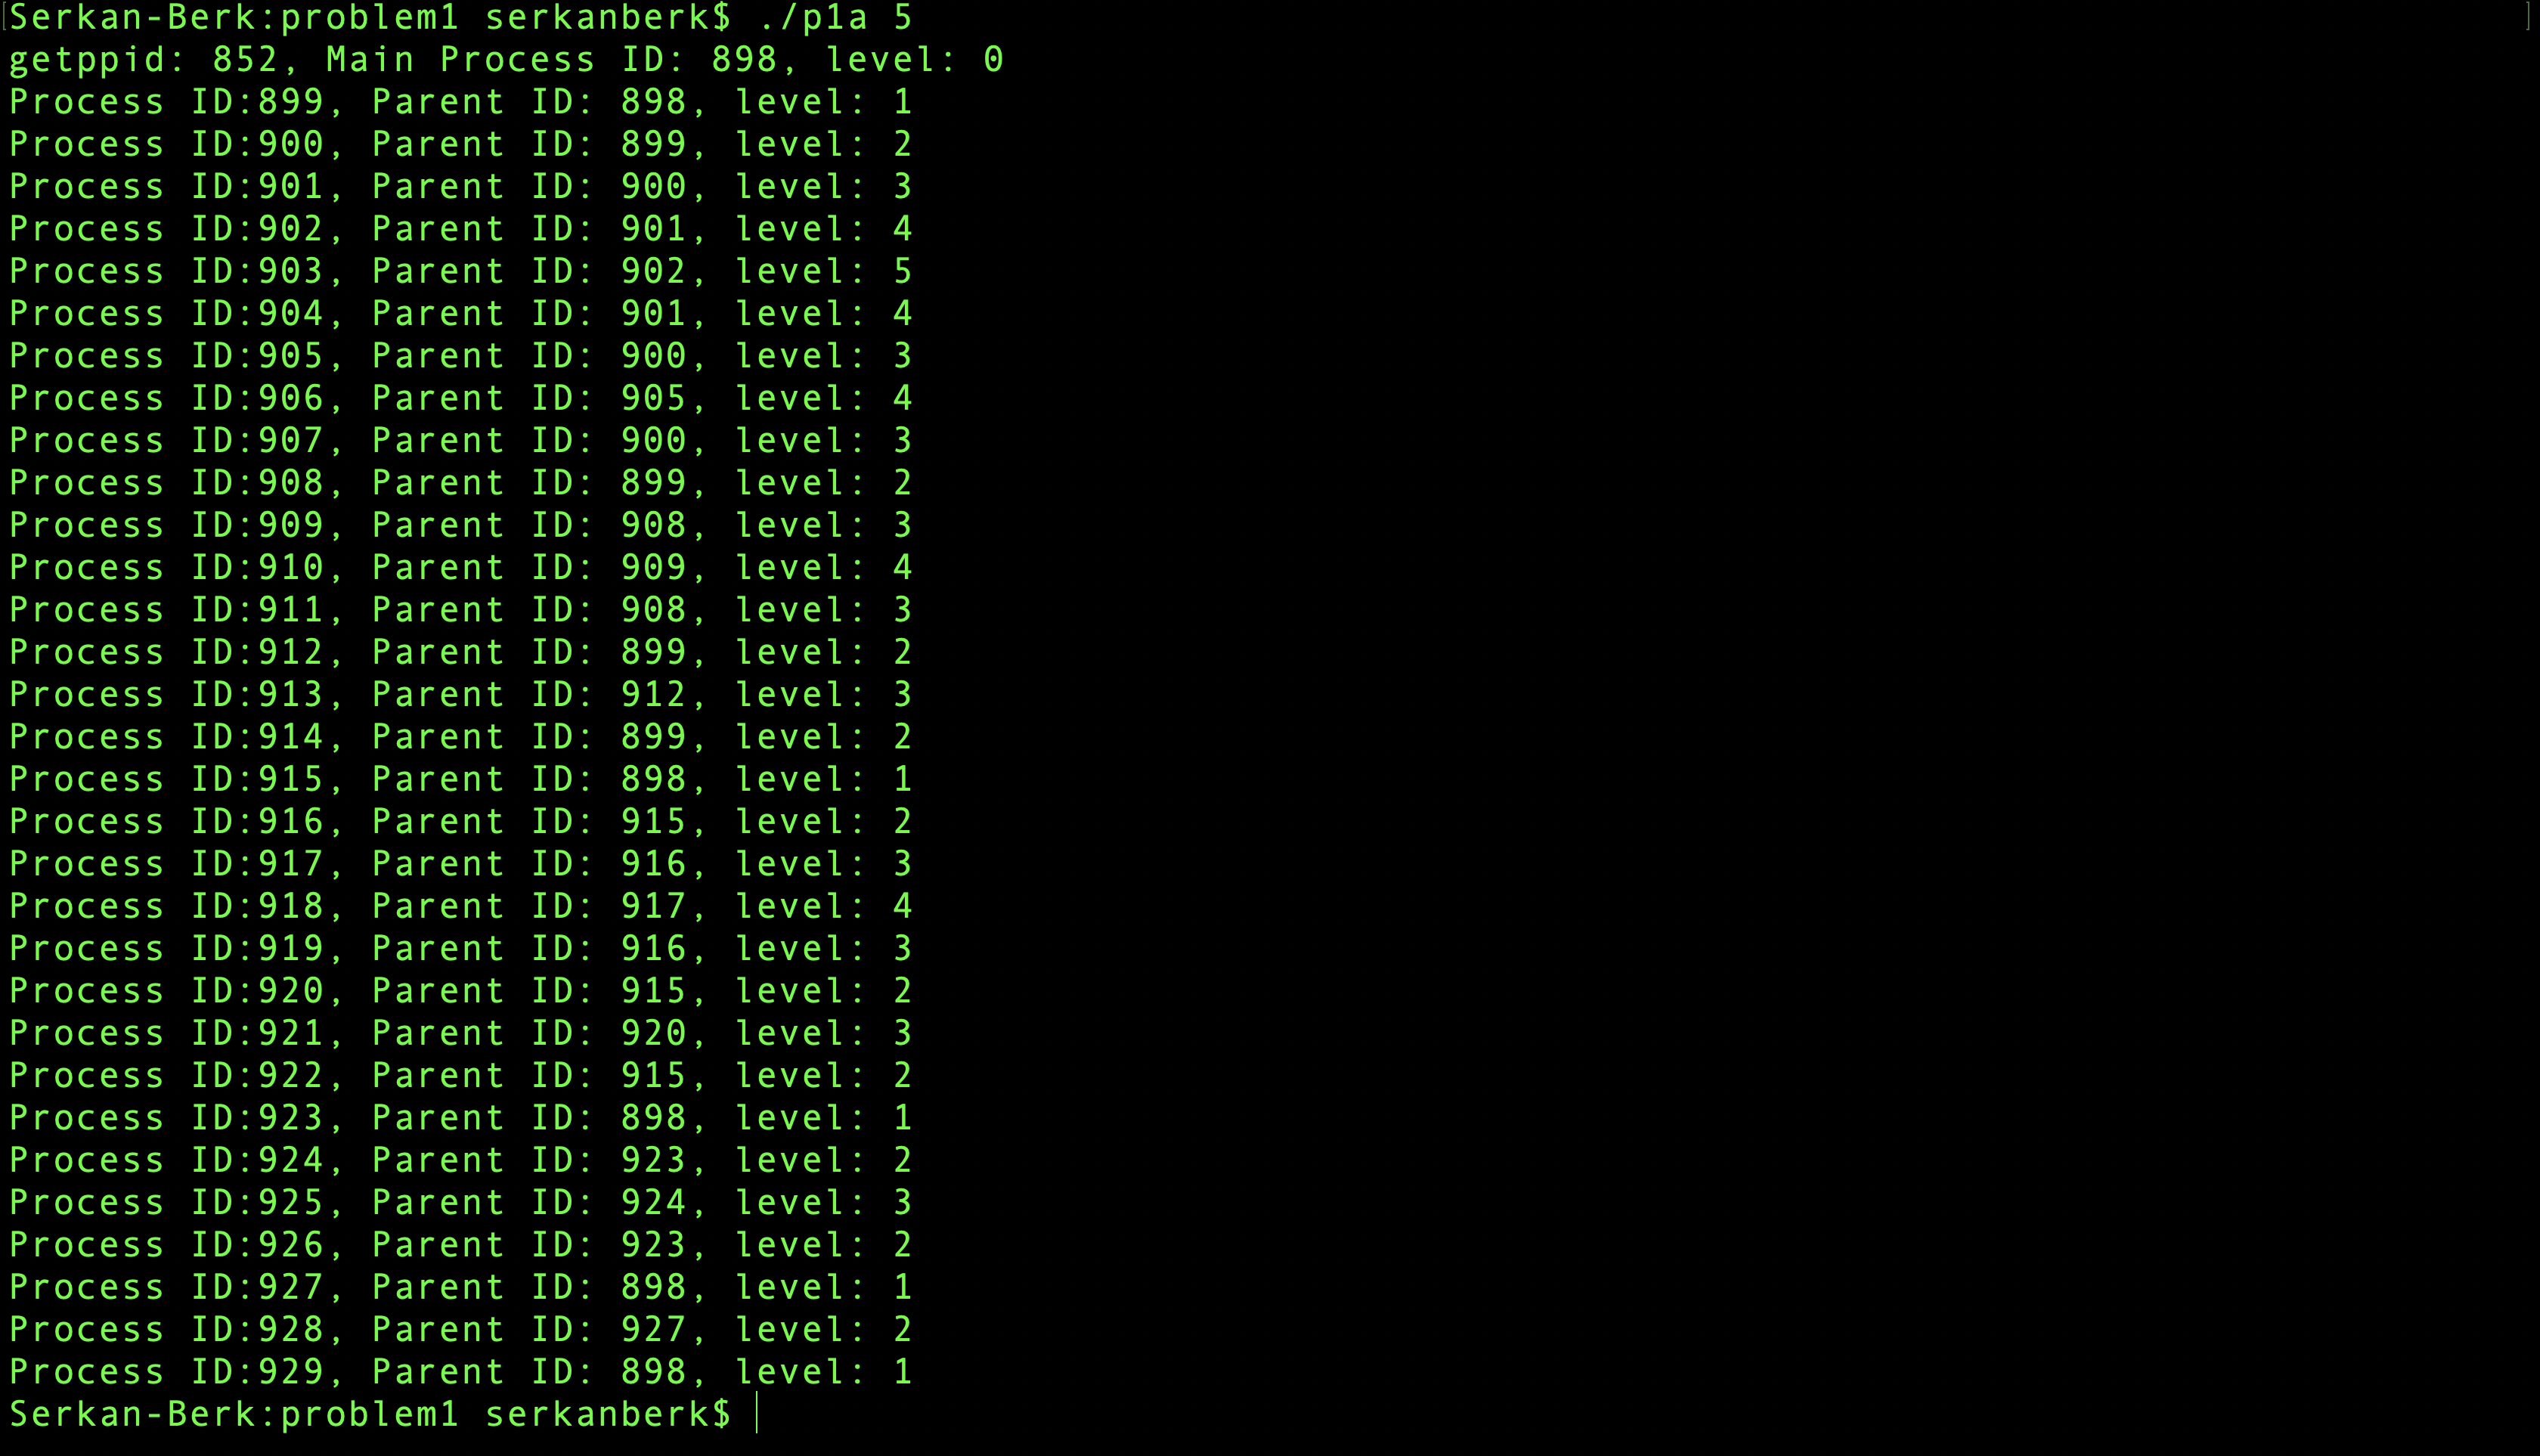 [Serkan-Berk:problem1 serkanberk$ ./p1a 5 ]
getppid: 852, Main Process ID: 898, level: 0
Process ID:899, Parent ID: 898, level: 1
Process ID:900, Parent ID: 899, level: 2
Process ID:901, Parent ID: 900, level: 3
Process ID:902, Parent ID: 901, level: 4
Process ID:903, Parent ID: 902, level: 5
Process ID:904, Parent ID: 901, level: 4
Process ID:905, Parent ID: 900, level: 3
Process ID:906, Parent ID: 905, level: 4
Process ID:907, Parent ID: 900, level: 3
Process ID:908, Parent ID: 899, level: 2
Process ID:909, Parent ID: 908, level: 3
Process ID:910, Parent ID: 909, level: 4
Process ID:911, Parent ID: 908, level: 3
Process ID:912, Parent ID: 899, level: 2
Process ID:913, Parent ID: 912, level: 3
Process ID:914, Parent ID: 899, level: 2
Process ID:915, Parent ID: 898, level: 1
Process ID:916, Parent ID: 915, level: 2
Process ID:917, Parent ID: 916, level: 3
Process ID:918, Parent ID: 917, level: 4
Process ID:919, Parent ID: 916, level: 3
Process ID:920, Parent ID: 915, level: 2
Process ID:921, Parent ID: 920, level: 3
Process ID:922, Parent ID: 915, level: 2
Process ID:923, Parent ID: 898, level: 1
Process ID:924, Parent ID: 923, level: 2
Process ID:925, Parent ID: 924, level: 3
Process ID:926, Parent ID: 923, level: 2
Process ID:927, Parent ID: 898, level: 1
Process ID:928, Parent ID: 927, level: 2
Process ID:929, Parent ID: 898, level: 1
Serkan-Berk:problem1 serkanberk$